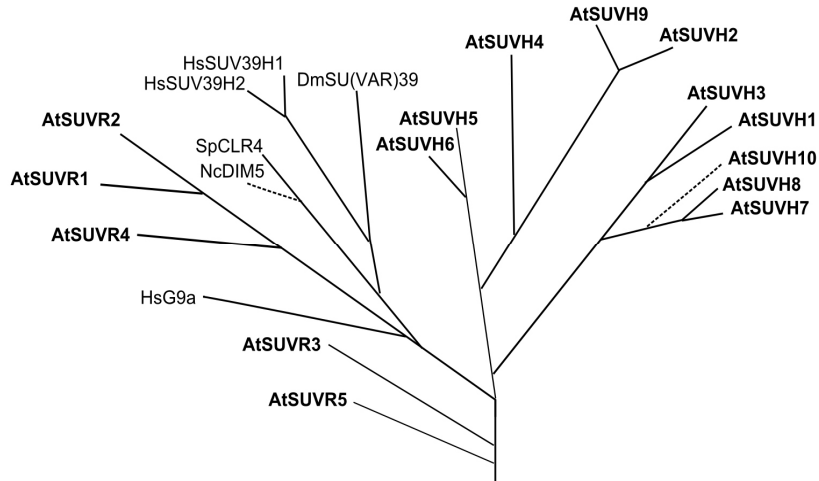 AtSUVH9
AtSUVH2
AtSUVH4
HsSUV39H1
HsSUV39H2
DmSU(VAR)39
AtSUVH3
AtSUVH1
AtSUVR2
AtSUVH5
AtSUVH6
SpCLR4
NcDIM5
AtSUVH10
AtSUVR1
AtSUVH8
AtSUVH7
AtSUVR4
HsG9a
AtSUVR3
AtSUVR5